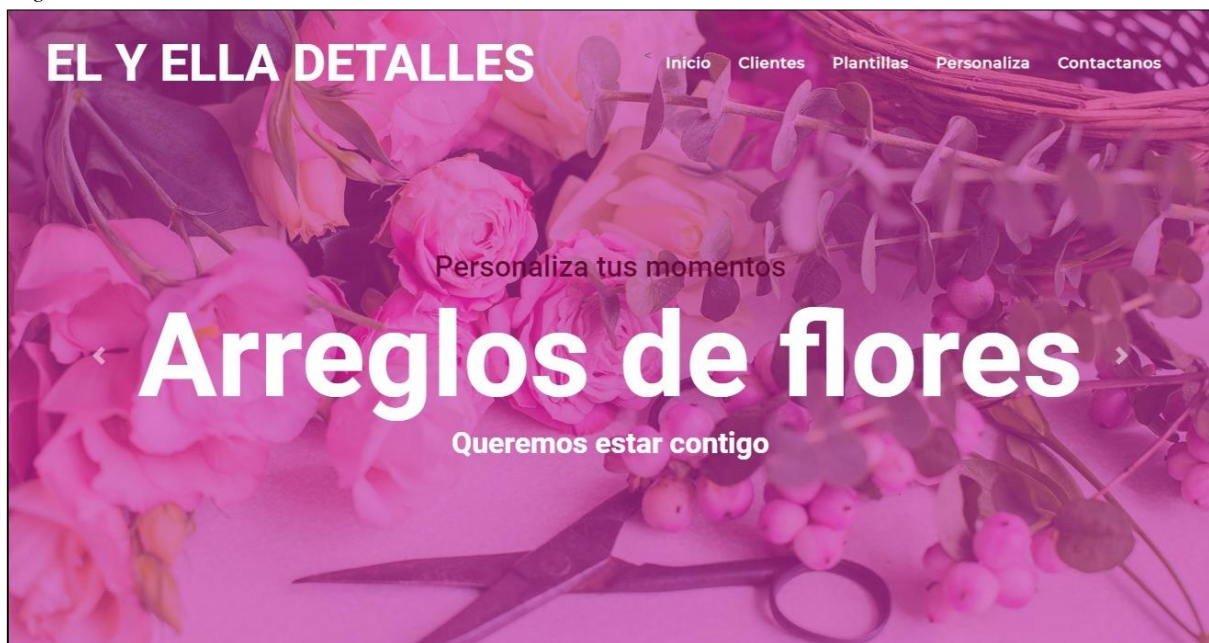 EL Y ELLA DETALLES
< Inicio Clientes Plantillas Personaliza Contactanos
Personaliza tus momentos
Arreglos de flores
Queremos estar contigo